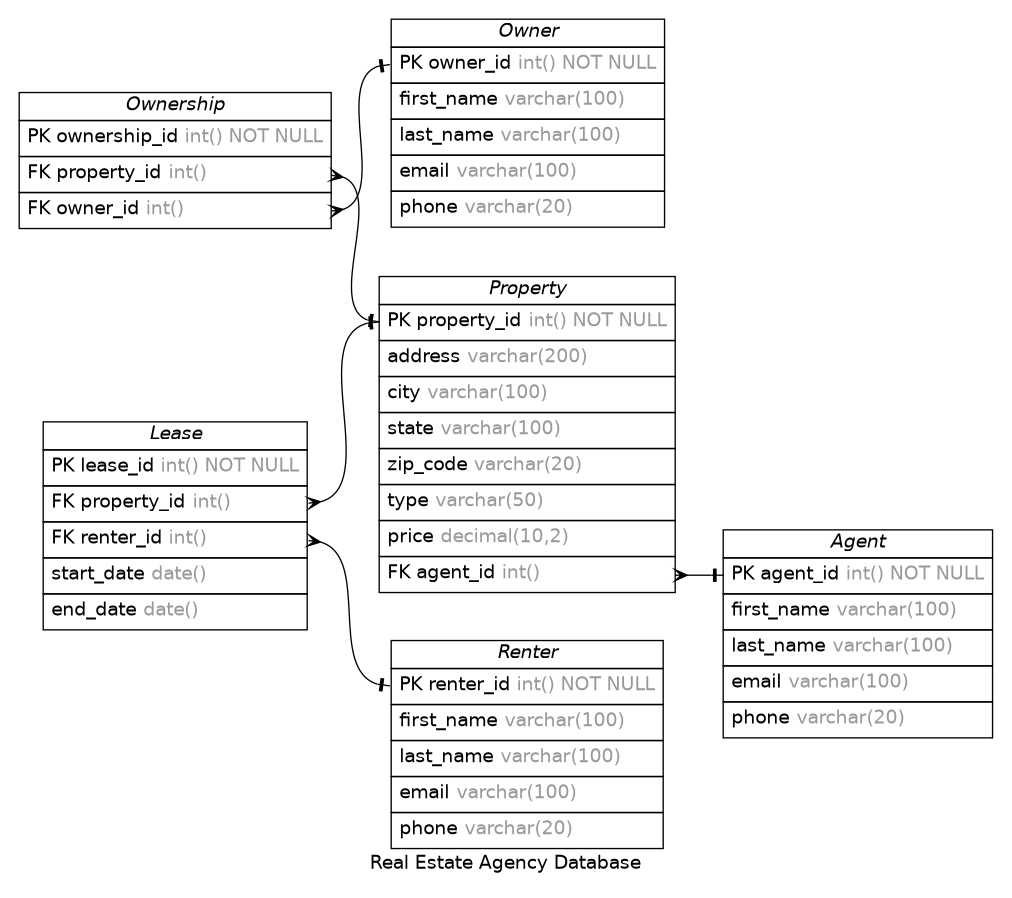 Owner
PK owner_id int() NOT NULL
first_name varchar(100)
last_name varchar(100)
email varchar(100)
phone varchar(20)
Ownership
PK ownership_id int() NOT NULL
FK property_id int()
FK owner_id int()
Property
PK property_id int() NOT NULL
address varchar(200)
city varchar(100)
state varchar(100)
zip_code varchar(20)
type varchar(50)
price decimal(10,2)
FK agent_id int()
Lease
PK lease_id int() NOT NULL
FK property_id int()
FK renter_id int()
start_date date()
end_date date()
Agent
PK agent_id int() NOT NULL
first_name varchar(100)
last_name varchar(100)
email varchar(100)
phone varchar(20)
Renter
PK renter_id int() NOT NULL
first_name varchar(100)
last_name varchar(100)
email varchar(100)
phone varchar(20)
Real Estate Agency Database